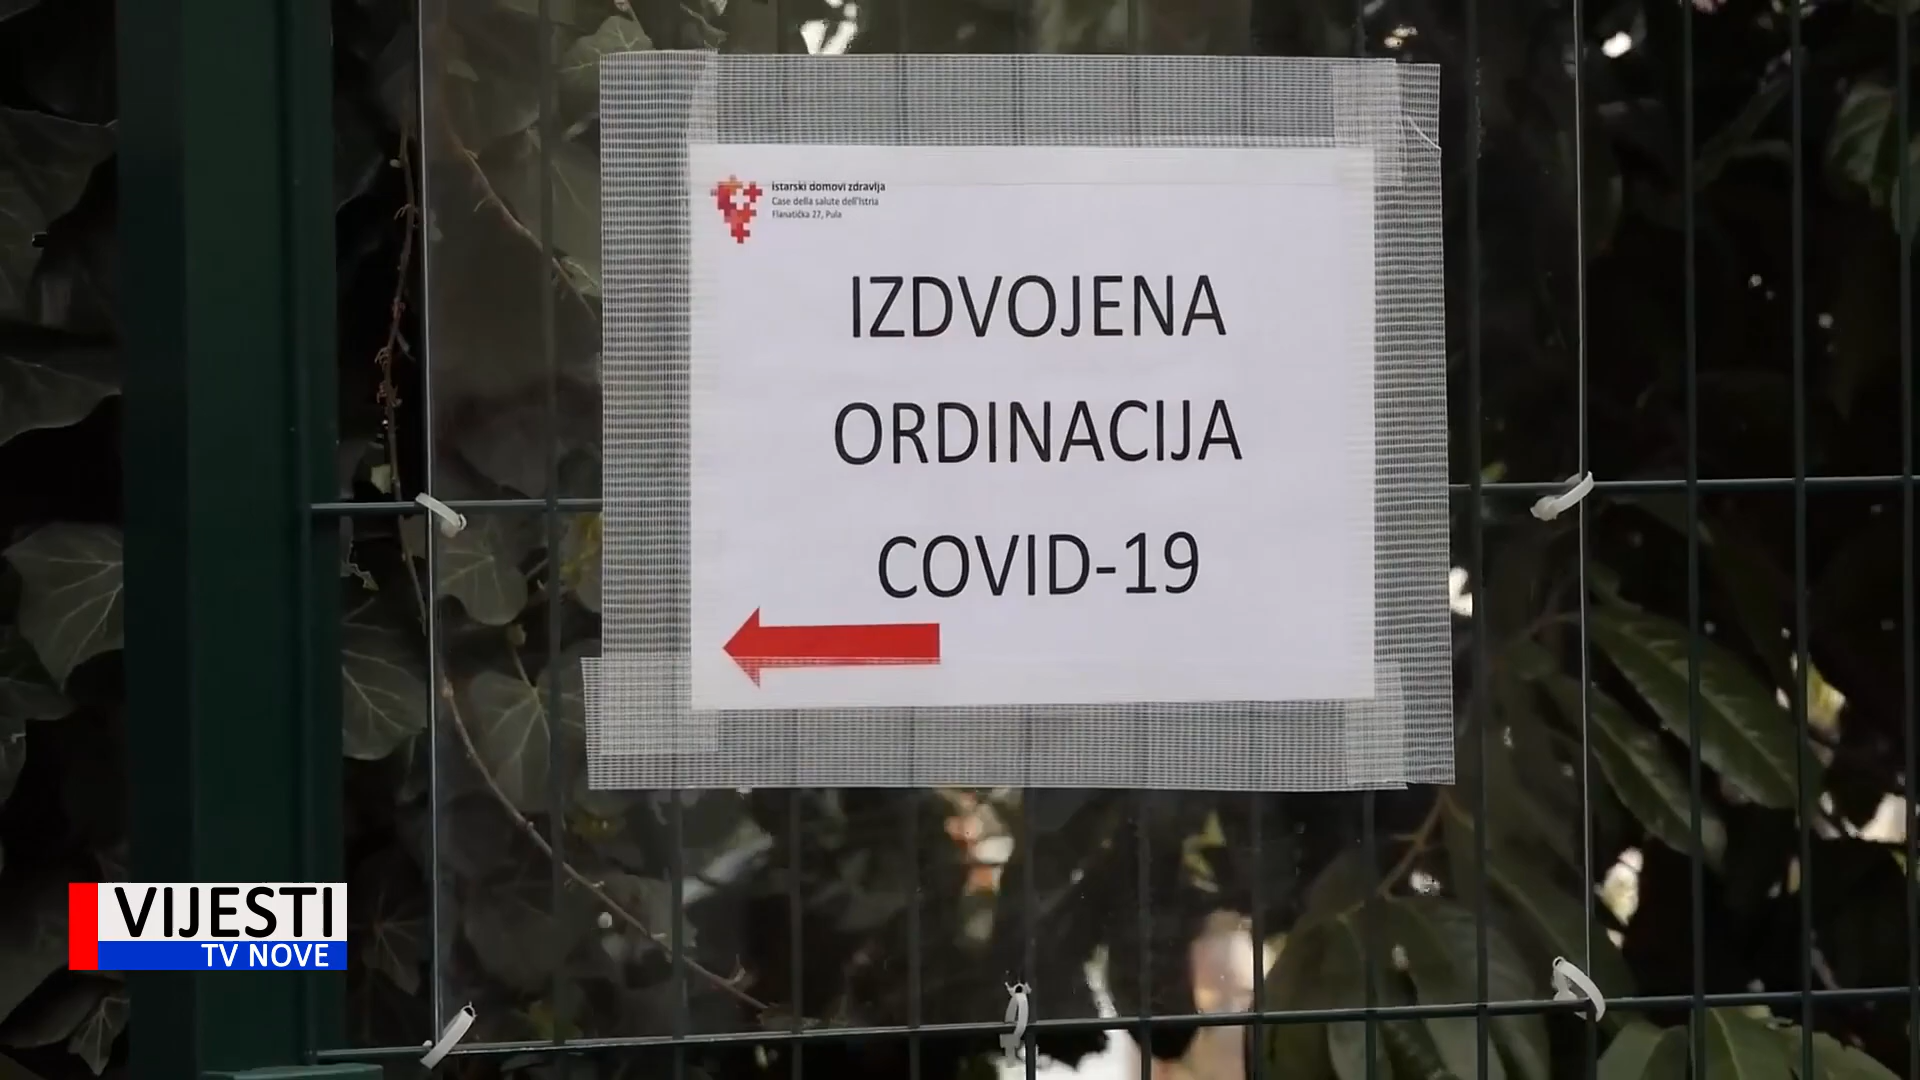 istarski domovi zdravlja
Case della salute dell'Istria
Flanatička 27, Pula
IZDVOJENA
ORDINACIJA
COVID-19
VIJESTI
TV NOVE